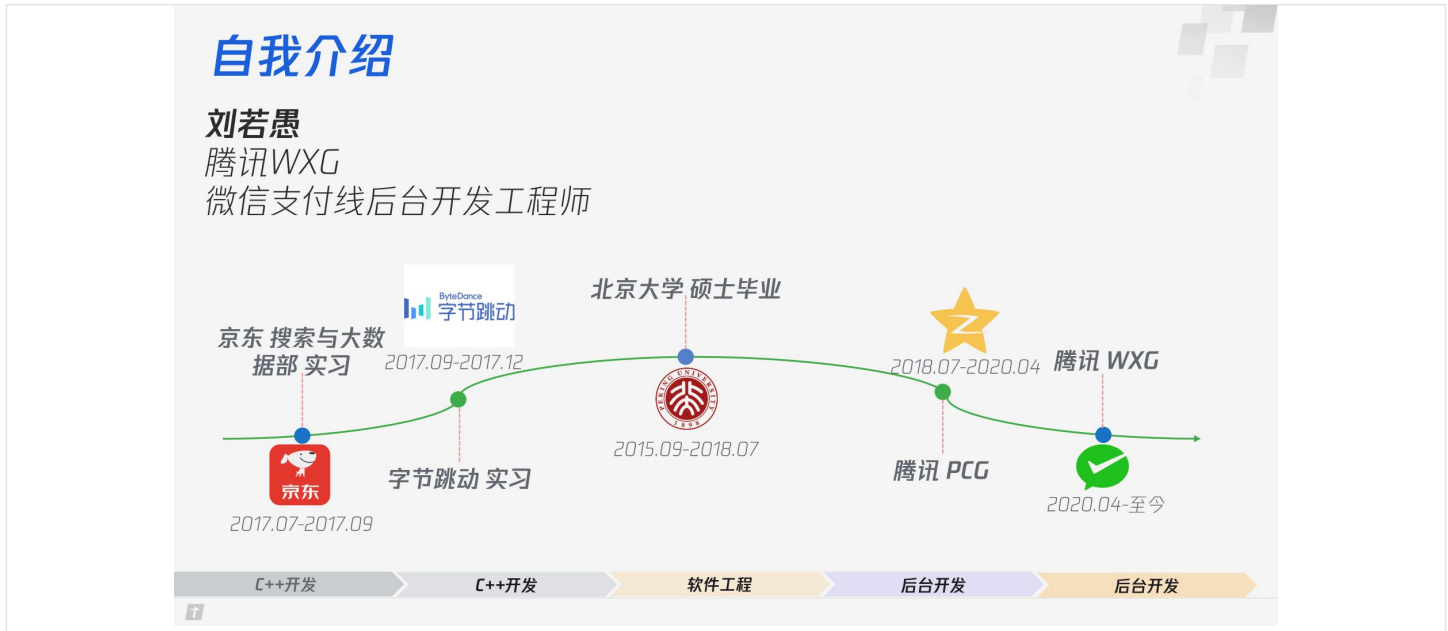 自我介绍
刘若愚
腾讯WXG
微信支付线后台开发工程师
京东 搜索与大数
据部 实习
京东
2017.07-2017.09
ByteDance
字节跳动
2017.09-2017.12
字节跳动 实习
北京大学 硕士毕业
PEKING UNIVERSITY
1898
2015.09-2018.07
2018.07-2020.04
腾讯 PCG
腾讯 WXG
2020.04-至今
C++开发
C++开发
软件工程
后台开发
后台开发